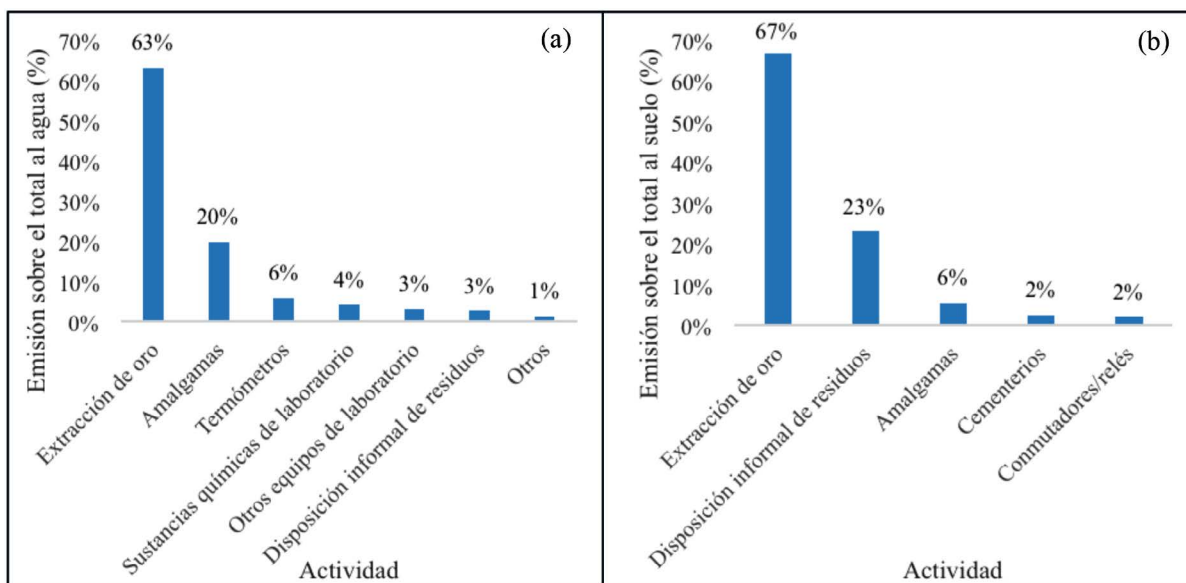 (a)
Emisión sobre el total al agua (%)
70%
60%
50%
40%
30%
20%
10%
0%
63%
20%
6%
4%
3%
3%
1%
Extracción de oro
Amalgamas
Termómetros
Sustancias químicas de laboratorio
Otros equipos de laboratorio
Disposición informal de residuos
Otros
Actividad
(b)
Emisión sobre el total al suelo (%)
70%
60%
50%
40%
30%
20%
10%
0%
67%
23%
6%
2%
2%
Extracción de oro
Disposición informal de residuos
Amalgamas
Cementerios
Conmutadores/relés
Actividad